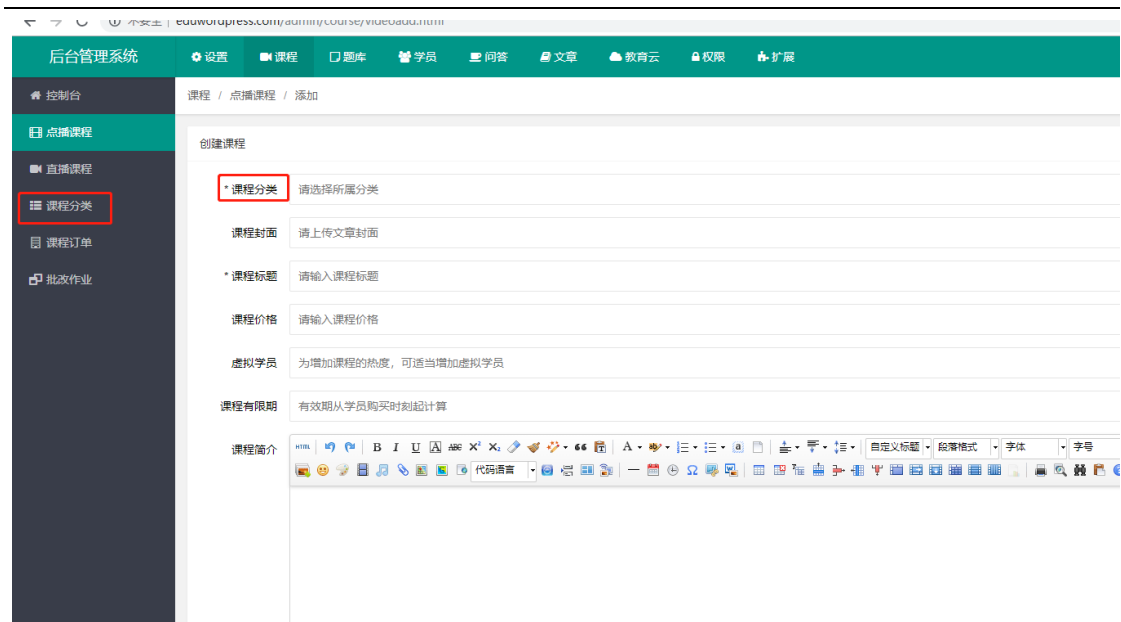 不安全 | eduwordpress.com/admin/course/videoadd.html
后台管理系统 设置 课程 题库 学员 问答 文章 教育云 权限 扩展
控制台
点播课程
直播课程
课程分类
课程订单
批改作业
课程 / 点播课程 / 添加
创建课程
* 课程分类 请选择所属分类
课程封面 请上传文章封面
* 课程标题 请输入课程标题
课程价格 请输入课程价格
虚拟学员 为增加课程的热度，可适当增加虚拟学员
课程有限期 有效期从学员购买时刻起计算
课程简介
HTML B I U A ABC X² X₂ 66 A ab a 自定义标题 段落格式 字体 字号
代码语言 Ω